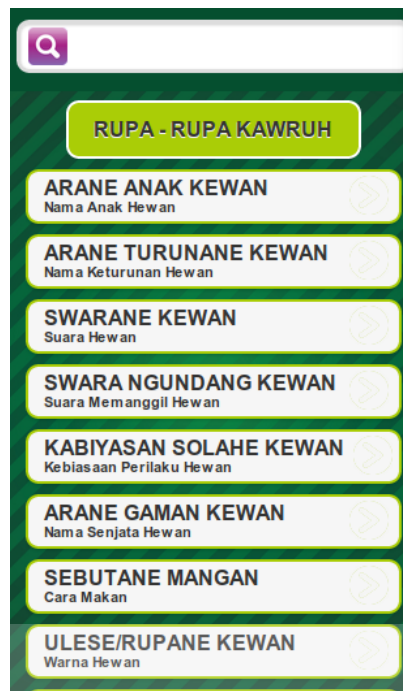 RUPA - RUPA KAWRUH
ARANE ANAK KEWAN
Nama Anak Hewan
ARANE TURUNANE KEWAN
Nama Keturunan Hewan
SWARANE KEWAN
Suara Hewan
SWARA NGUNDANG KEWAN
Suara Memanggil Hewan
KABIYASAN SOLAHE KEWAN
Kebiasaan Perilaku Hewan
ARANE GAMAN KEWAN
Nama Senjata Hewan
SEBUTANE MANGAN
Cara Makan
ULESE/RUPANE KEWAN
Warna Hewan